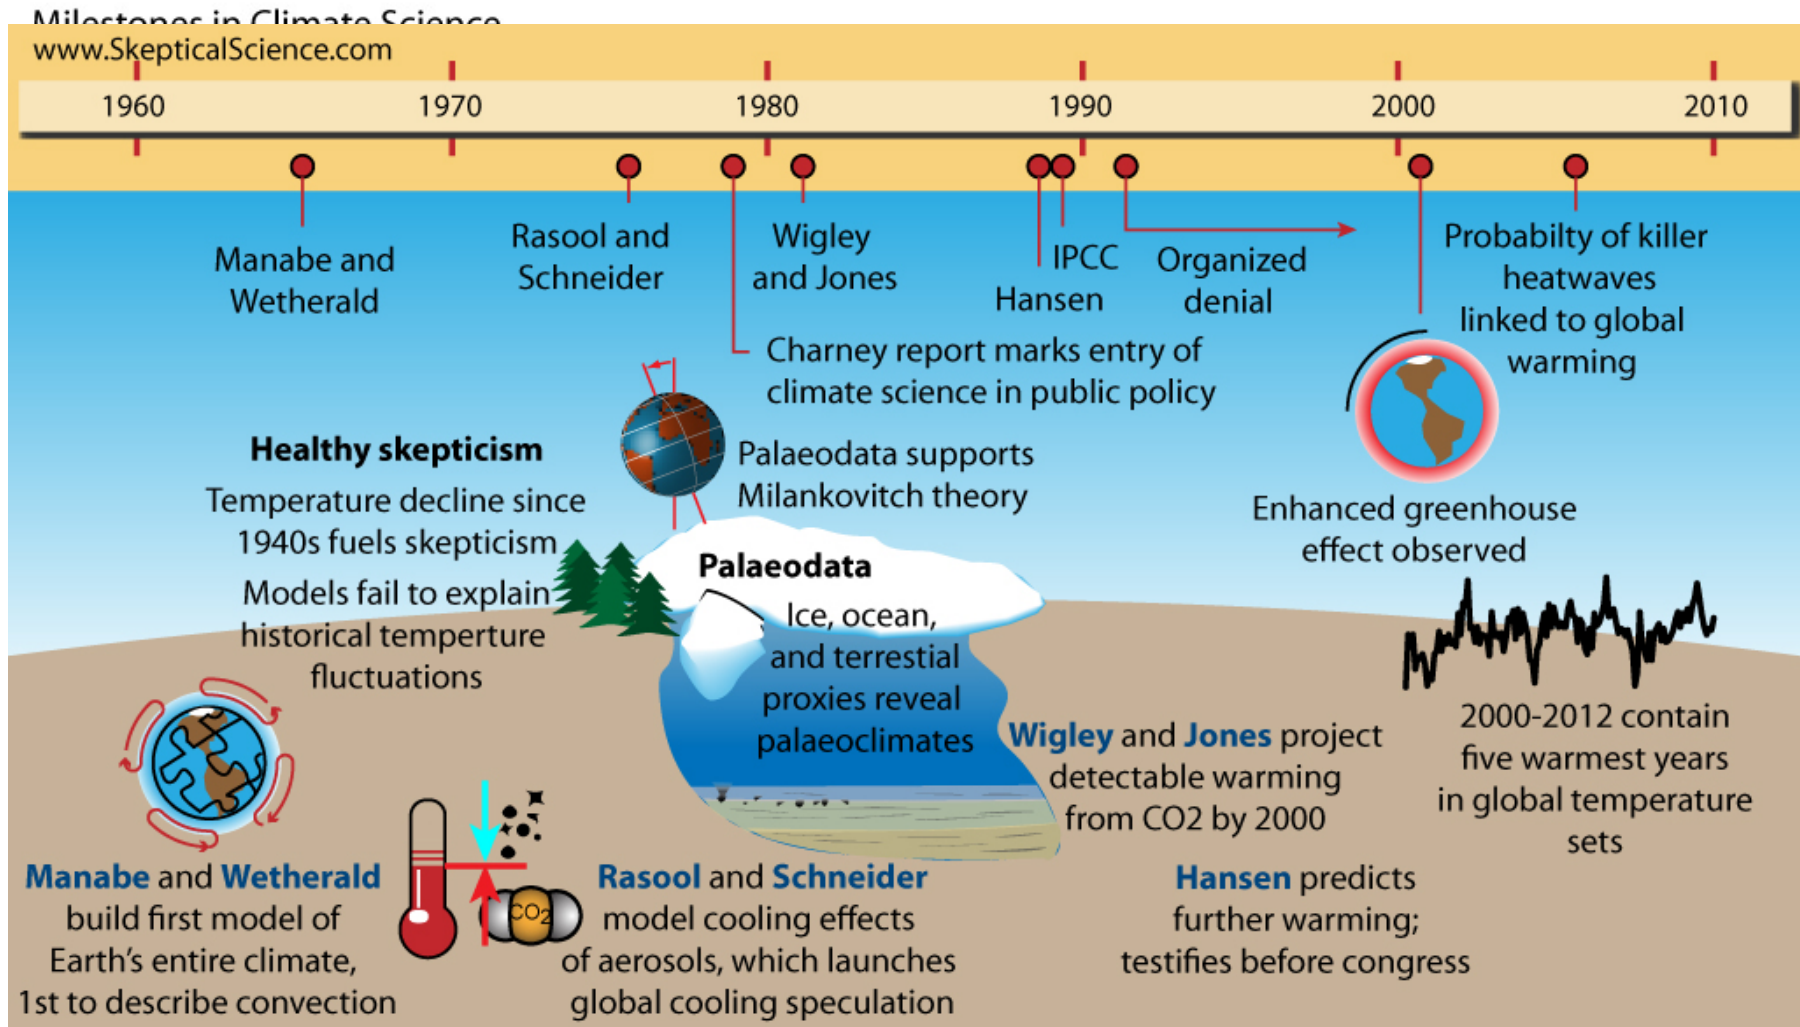 Milestones in Climate Science
www.SkepticalScience.com
1960 1970 1980 1990 2000 2010
Manabe and
Wetherald
Rasool and
Schneider
Wigley
and Jones
Hansen
IPCC
Organized
denial
Probabilty of killer
heatwaves
linked to global
warming
Charney report marks entry of
climate science in public policy
Healthy skepticism
Temperature decline since
1940s fuels skepticism
Models fail to explain
historical temperture
fluctuations
Palaeodata supports
Milankovitch theory
Palaeodata
Ice, ocean,
and terrestial
proxies reveal
palaeoclimates
Enhanced greenhouse
effect observed
2000-2012 contain
five warmest years
in global temperature
sets
Wigley and Jones project
detectable warming
from CO2 by 2000
Manabe and Wetherald
build first model of
Earth's entire climate,
1st to describe convection
CO2
Rasool and Schneider
model cooling effects
of aerosols, which launches
global cooling speculation
Hansen predicts
further warming;
testifies before congress